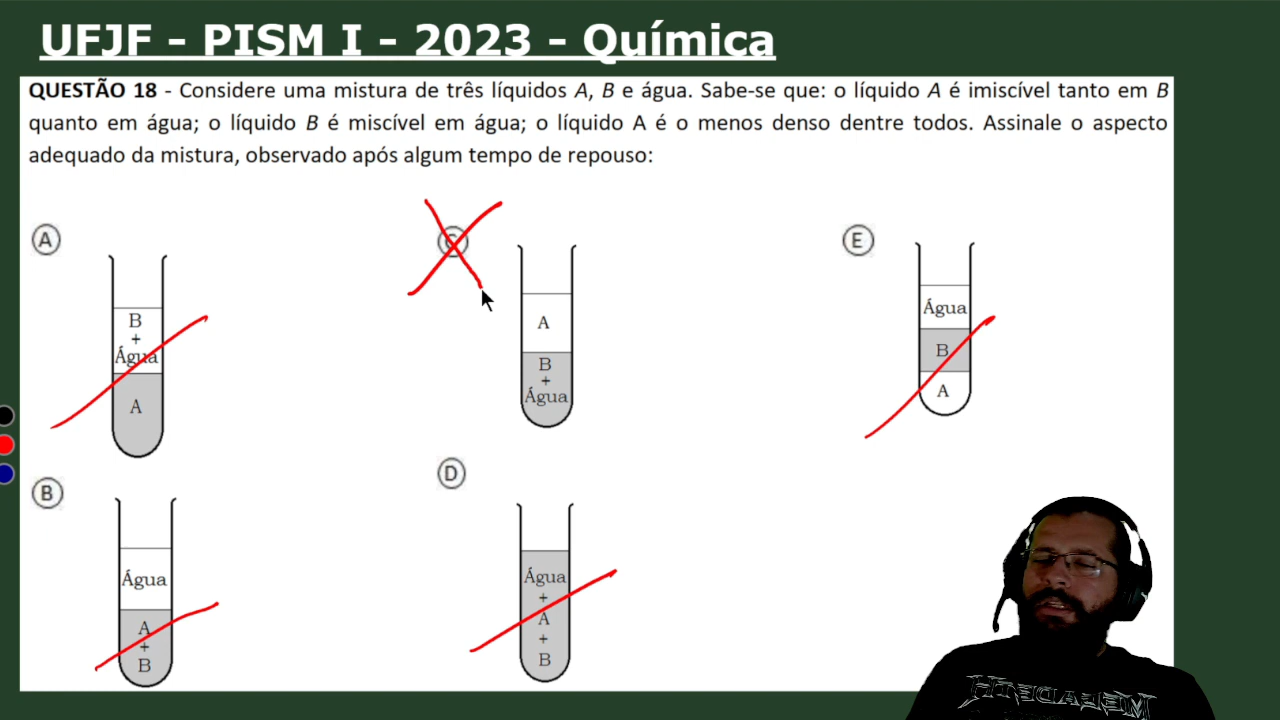 UFJF - PISM I - 2023 - Química
QUESTÃO 18 - Considere uma mistura de três líquidos A, B e água. Sabe-se que: o líquido A é imiscível tanto em B
quanto em água; o líquido B é miscível em água; o líquido A é o menos denso dentre todos. Assinale o aspecto
adequado da mistura, observado após algum tempo de repouso:
A
B
+
Água
A
B
Água
A
+
B
C
A
B
+
Água
D
Água
+
A
+
B
E
Água
B
A
MEGADETH